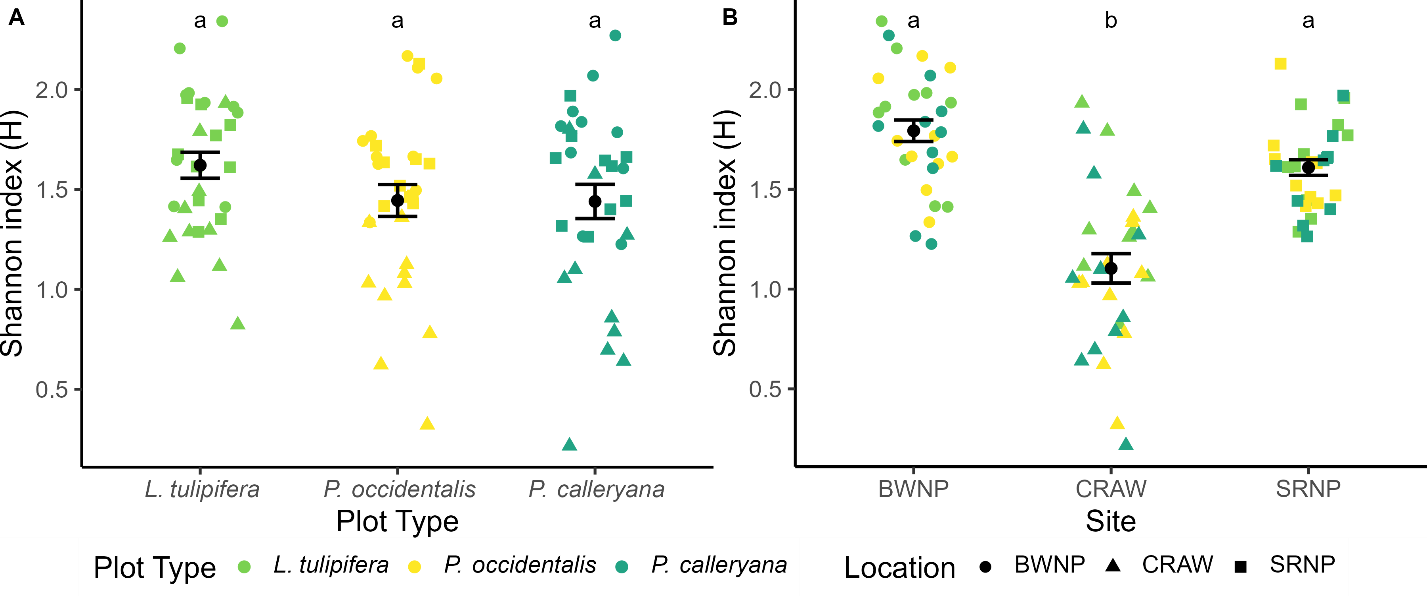 A
a a a
Shannon index (H)
2.0
1.5
1.0
0.5
L. tulipifera P. occidentalis P. calleryana
Plot Type
B
a b a
Shannon index (H)
2.0
1.5
1.0
0.5
BWNP CRAW SRNP
Site
Plot Type L. tulipifera P. occidentalis P. calleryana
Location BWNP CRAW SRNP